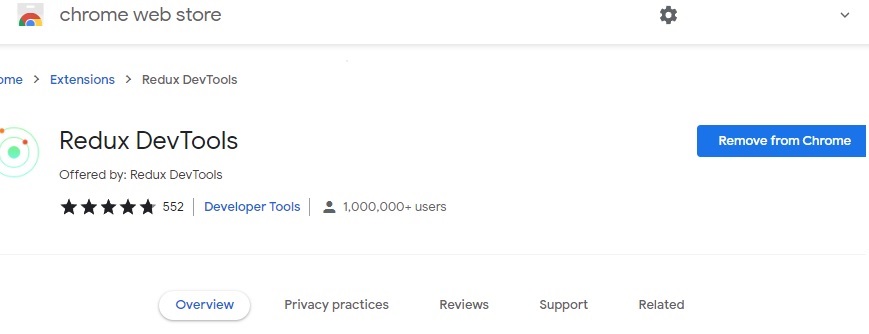 chrome web store
ome > Extensions > Redux DevTools
Redux DevTools
Remove from Chrome
Offered by: Redux DevTools
552 Developer Tools 1,000,000+ users
Overview Privacy practices Reviews Support Related